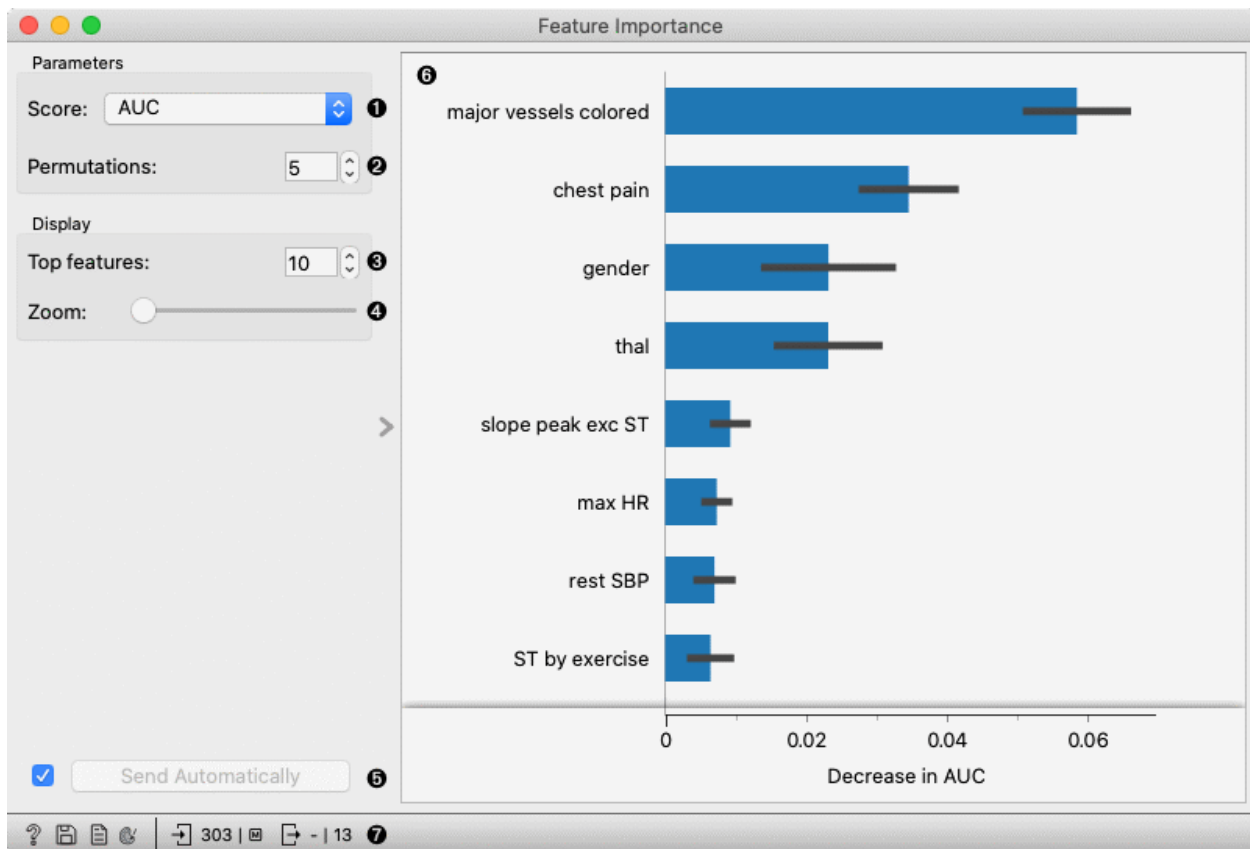 Feature Importance
Parameters
Score: AUC ❶
Permutations: 5 ❷
Display
Top features: 10 ❸
Zoom: ❹
Send Automatically ❺
❻
major vessels colored
chest pain
gender
thal
slope peak exc ST
max HR
rest SBP
ST by exercise
0 0.02 0.04 0.06
Decrease in AUC
? 303 | M - | 13 ❼